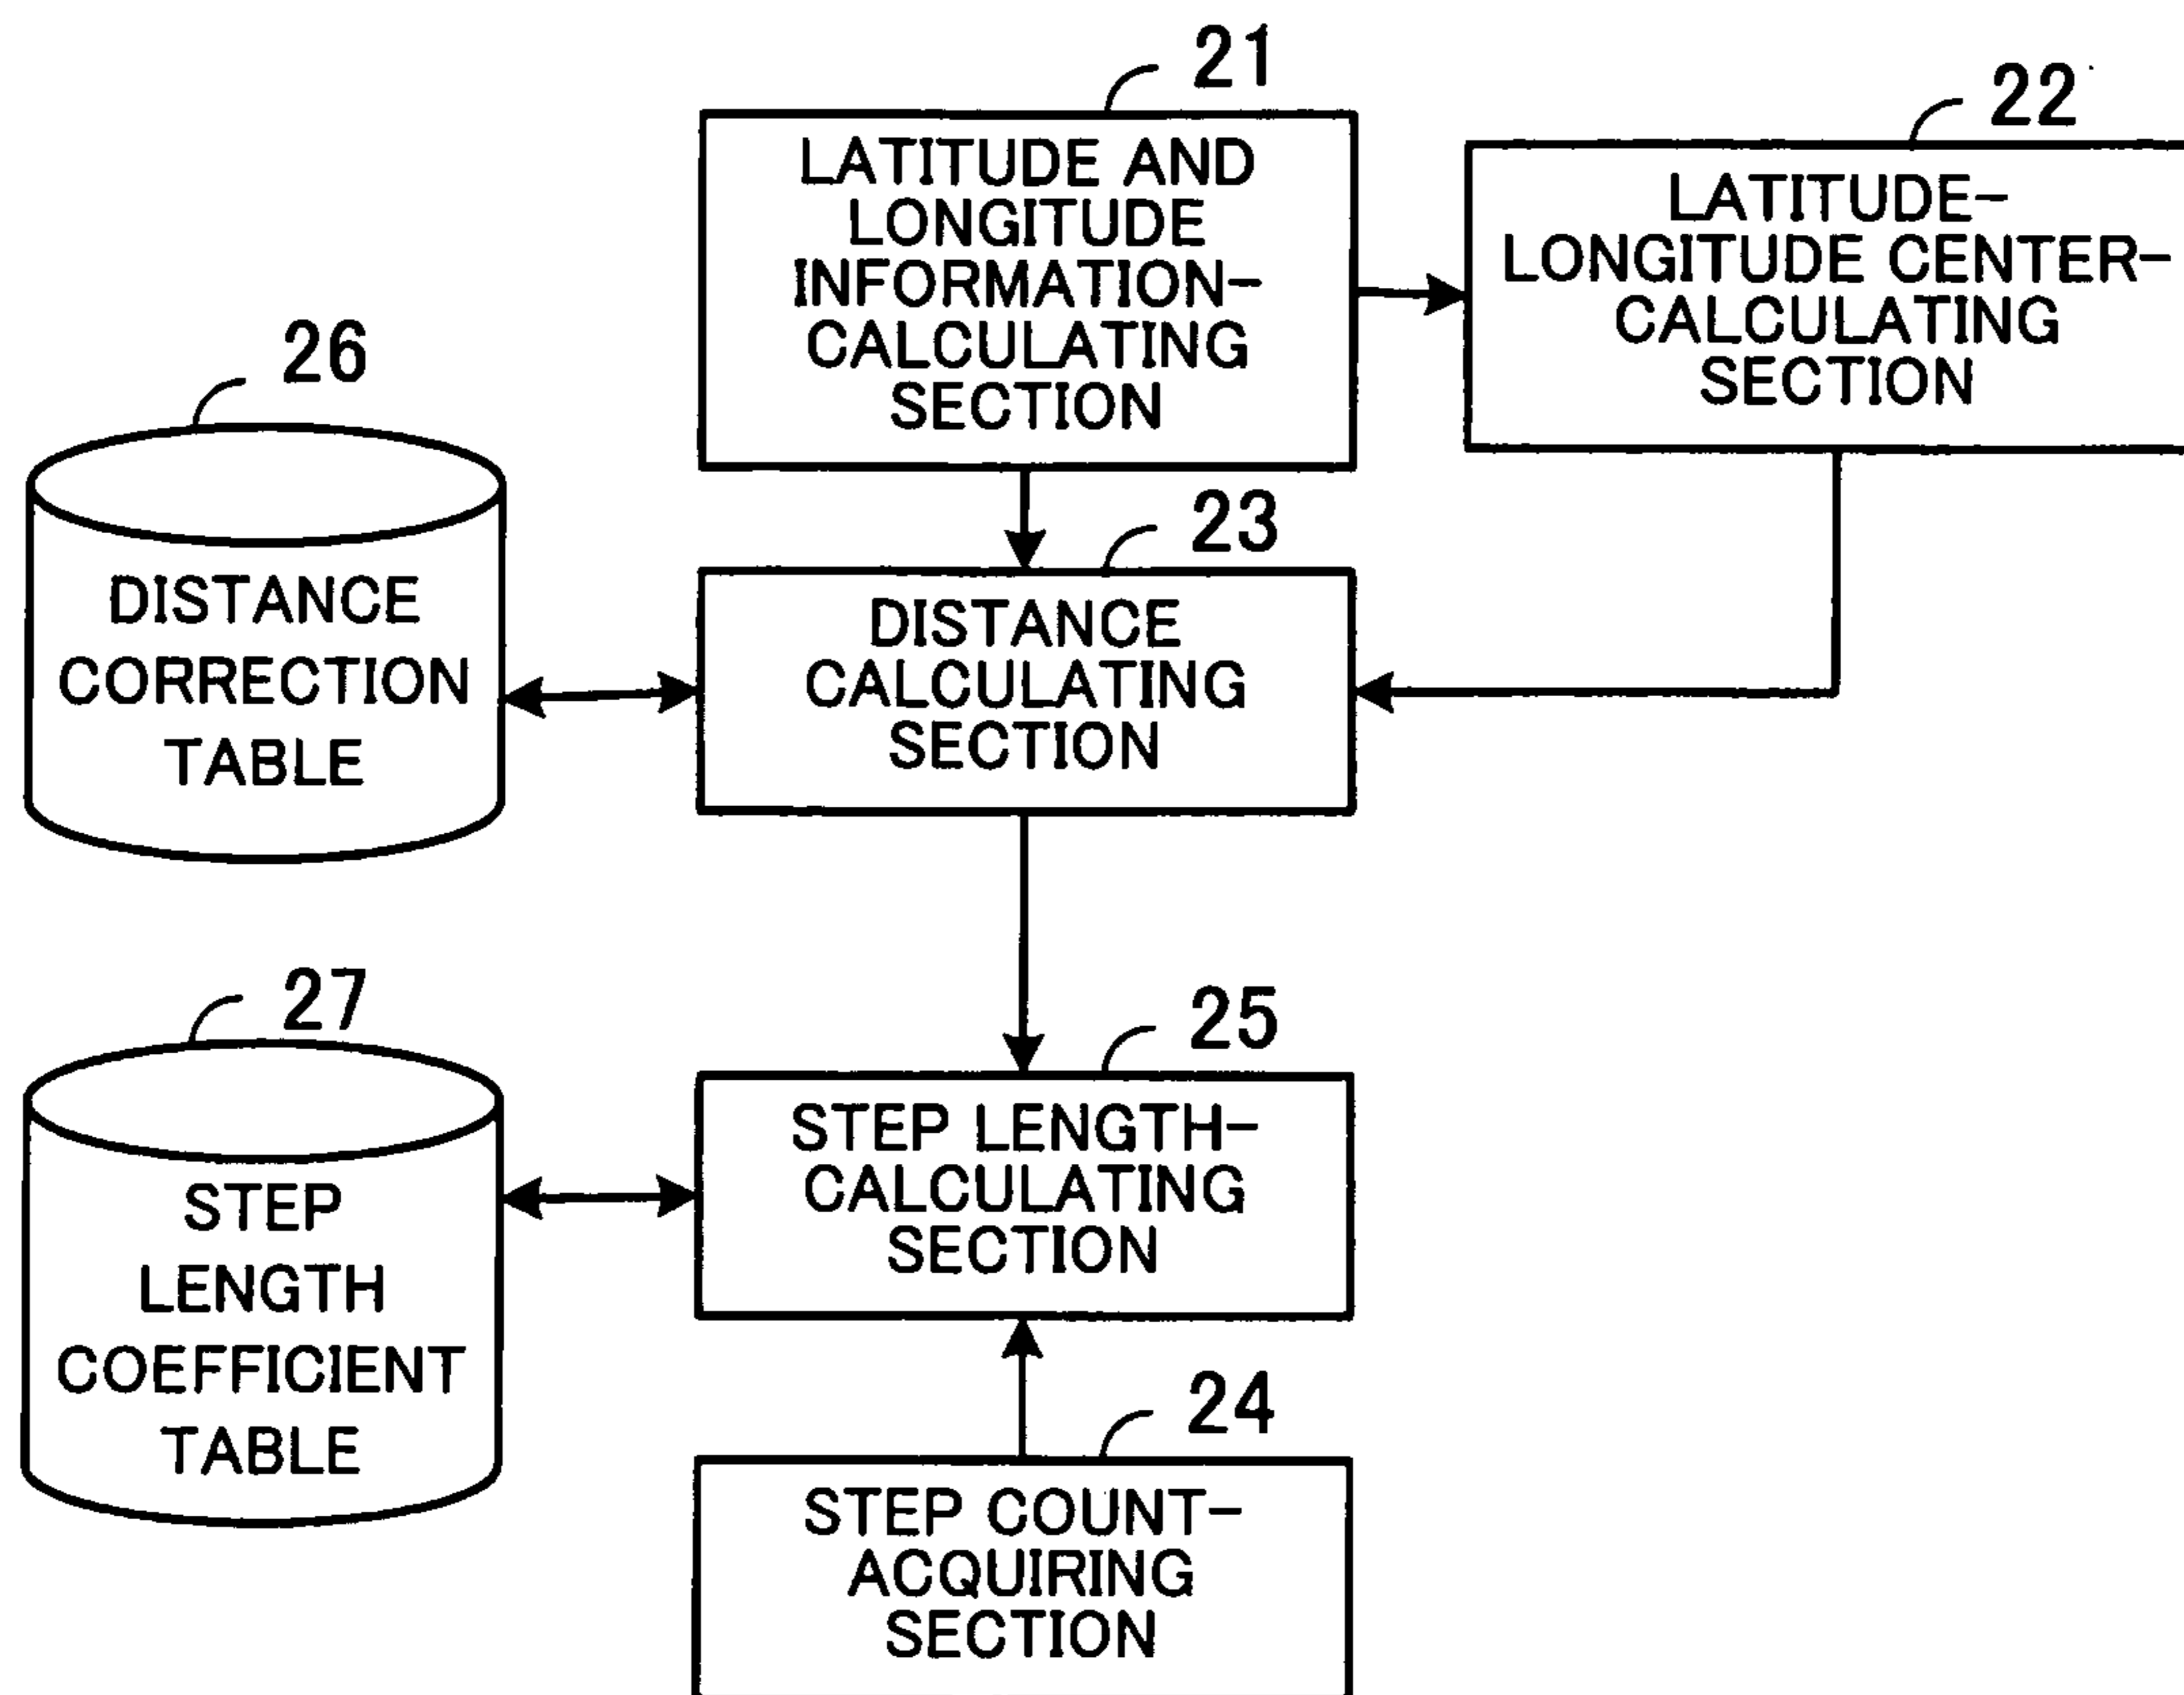 21
LATITUDE AND
LONGITUDE
INFORMATION-
CALCULATING
SECTION
22
LATITUDE-
LONGITUDE CENTER-
CALCULATING
SECTION
26
DISTANCE
CORRECTION
TABLE
23
DISTANCE
CALCULATING
SECTION
27
STEP
LENGTH
COEFFICIENT
TABLE
25
STEP LENGTH-
CALCULATING
SECTION
24
STEP COUNT-
ACQUIRING
SECTION